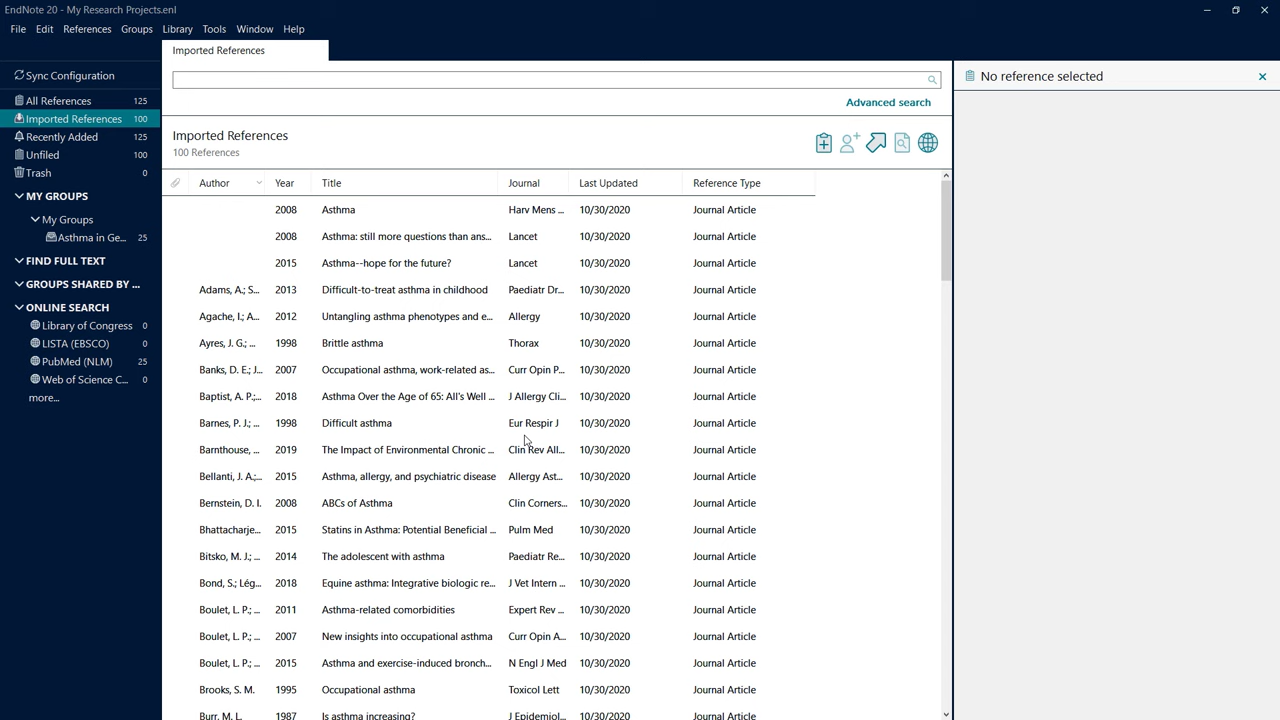 EndNote 20 - My Research Projects.enl
File Edit References Groups Library Tools Window Help
Imported References
Sync Configuration
All References 125
Imported References 100
Recently Added 125
Unfiled 100
Trash 0
MY GROUPS
My Groups
Asthma in Ge... 25
FIND FULL TEXT
GROUPS SHARED BY ...
ONLINE SEARCH
Library of Congress 0
LISTA (EBSCO) 0
PubMed (NLM) 25
Web of Science C... 0
more...
Advanced search
Imported References
100 References
Author Year Title Journal Last Updated Reference Type
2008 Asthma Harv Mens ... 10/30/2020 Journal Article
2008 Asthma: still more questions than ans... Lancet 10/30/2020 Journal Article
2015 Asthma--hope for the future? Lancet 10/30/2020 Journal Article
Adams, A.; S... 2013 Difficult-to-treat asthma in childhood Paediatr Dr... 10/30/2020 Journal Article
Agache, I.; A... 2012 Untangling asthma phenotypes and e... Allergy 10/30/2020 Journal Article
Ayres, J. G.; ... 1998 Brittle asthma Thorax 10/30/2020 Journal Article
Banks, D. E.; J... 2007 Occupational asthma, work-related as... Curr Opin P... 10/30/2020 Journal Article
Baptist, A. P.;... 2018 Asthma Over the Age of 65: All's Well ... J Allergy Cli... 10/30/2020 Journal Article
Barnes, P. J.; ... 1998 Difficult asthma Eur Respir J 10/30/2020 Journal Article
Barnthouse, ... 2019 The Impact of Environmental Chronic ... Clin Rev All... 10/30/2020 Journal Article
Bellanti, J. A.;... 2015 Asthma, allergy, and psychiatric disease Allergy Ast... 10/30/2020 Journal Article
Bernstein, D. I. 2008 ABCs of Asthma Clin Corners... 10/30/2020 Journal Article
Bhattacharje... 2015 Statins in Asthma: Potential Beneficial ... Pulm Med 10/30/2020 Journal Article
Bitsko, M. J.; ... 2014 The adolescent with asthma Paediatr Re... 10/30/2020 Journal Article
Bond, S.; Lég... 2018 Equine asthma: Integrative biologic re... J Vet Intern ... 10/30/2020 Journal Article
Boulet, L. P.; ... 2011 Asthma-related comorbidities Expert Rev ... 10/30/2020 Journal Article
Boulet, L. P.; ... 2007 New insights into occupational asthma Curr Opin A... 10/30/2020 Journal Article
Boulet, L. P.; ... 2015 Asthma and exercise-induced bronch... N Engl J Med 10/30/2020 Journal Article
Brooks, S. M. 1995 Occupational asthma Toxicol Lett 10/30/2020 Journal Article
Burr, M. L. 1987 Is asthma increasing? J Epidemiol... 10/30/2020 Journal Article
No reference selected